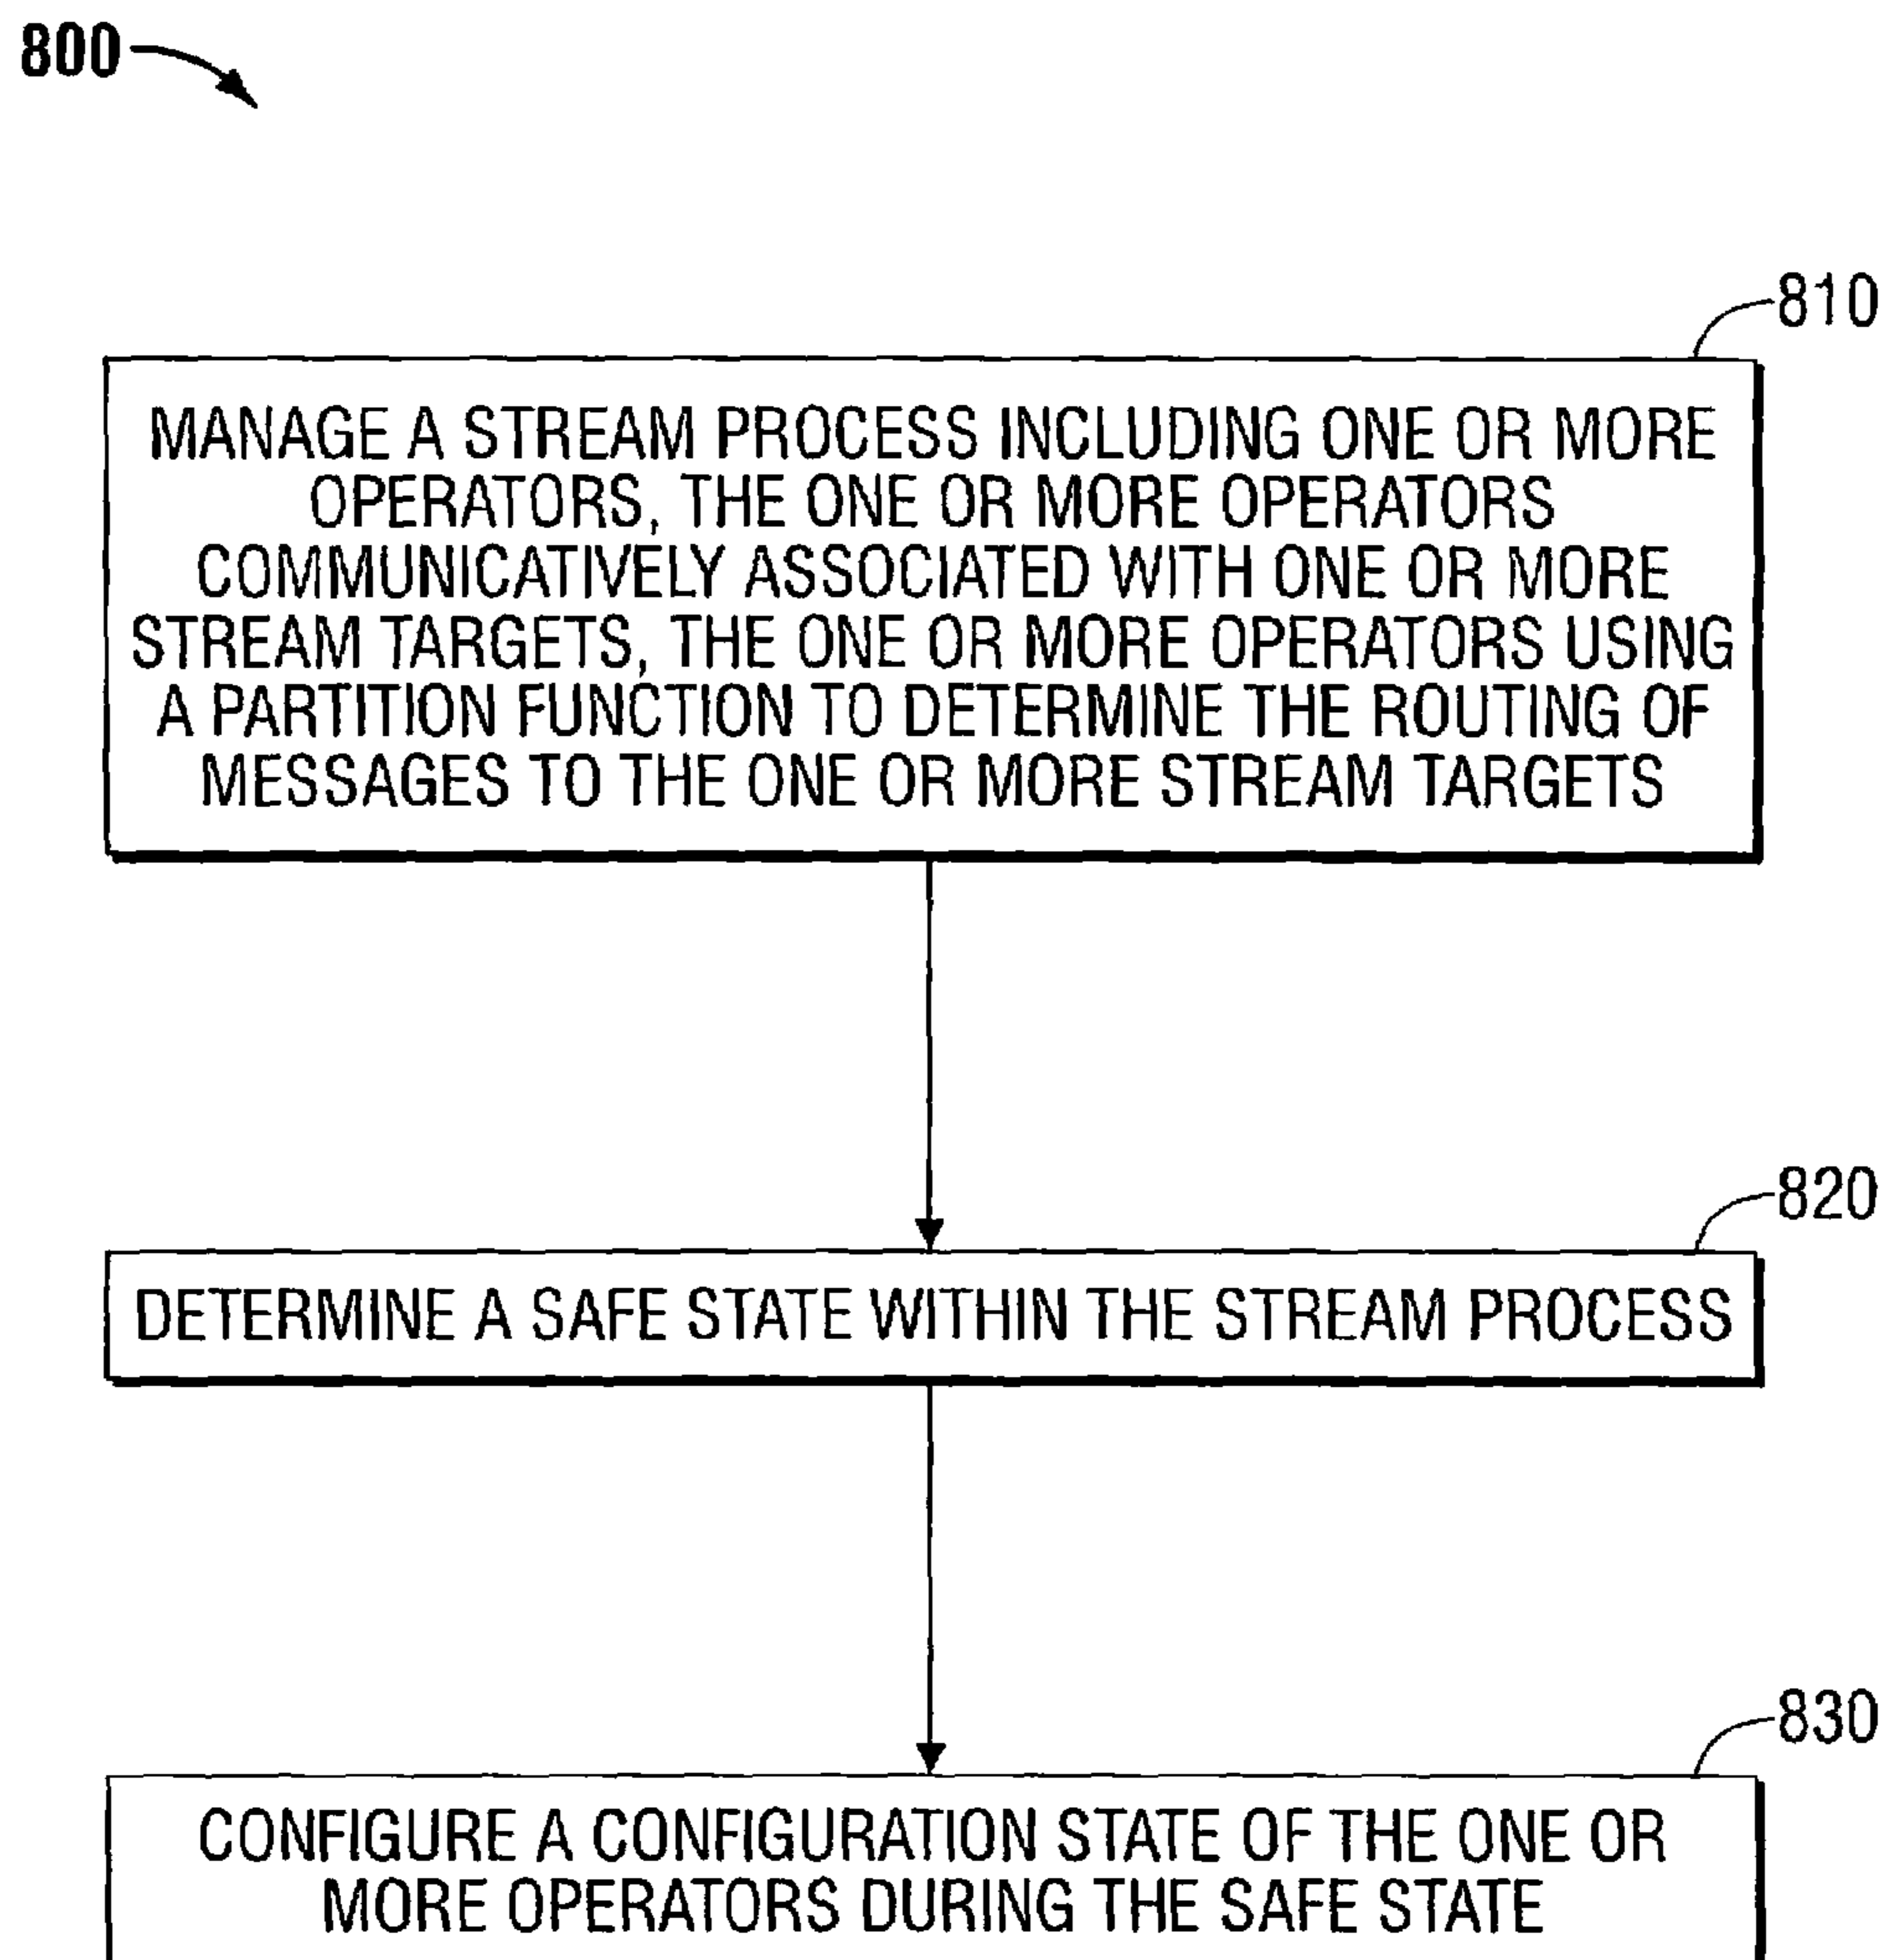 800
810
MANAGE A STREAM PROCESS INCLUDING ONE OR MORE
OPERATORS, THE ONE OR MORE OPERATORS
COMMUNICATIVELY ASSOCIATED WITH ONE OR MORE
STREAM TARGETS, THE ONE OR MORE OPERATORS USING
A PARTITION FUNCTION TO DETERMINE THE ROUTING OF
MESSAGES TO THE ONE OR MORE STREAM TARGETS
820
DETERMINE A SAFE STATE WITHIN THE STREAM PROCESS
830
CONFIGURE A CONFIGURATION STATE OF THE ONE OR
MORE OPERATORS DURING THE SAFE STATE